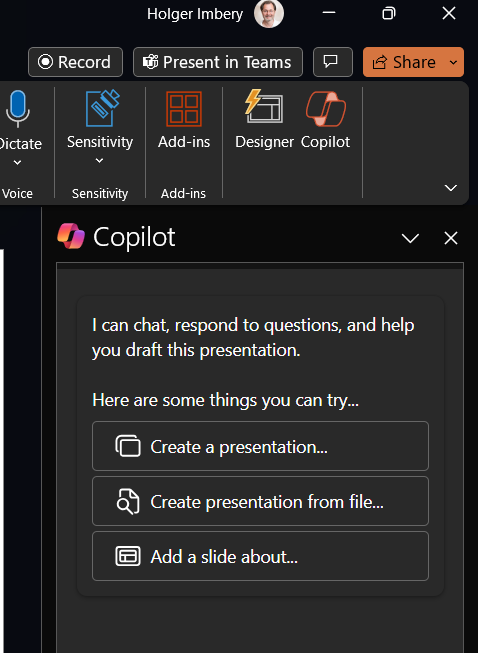 Holger Imbery
Record
Present in Teams
Share
Dictate
Sensitivity
Add-ins
Designer
Copilot
Voice
Sensitivity
Add-ins
Copilot
I can chat, respond to questions, and help
you draft this presentation.
Here are some things you can try...
Create a presentation...
Create presentation from file...
Add a slide about...